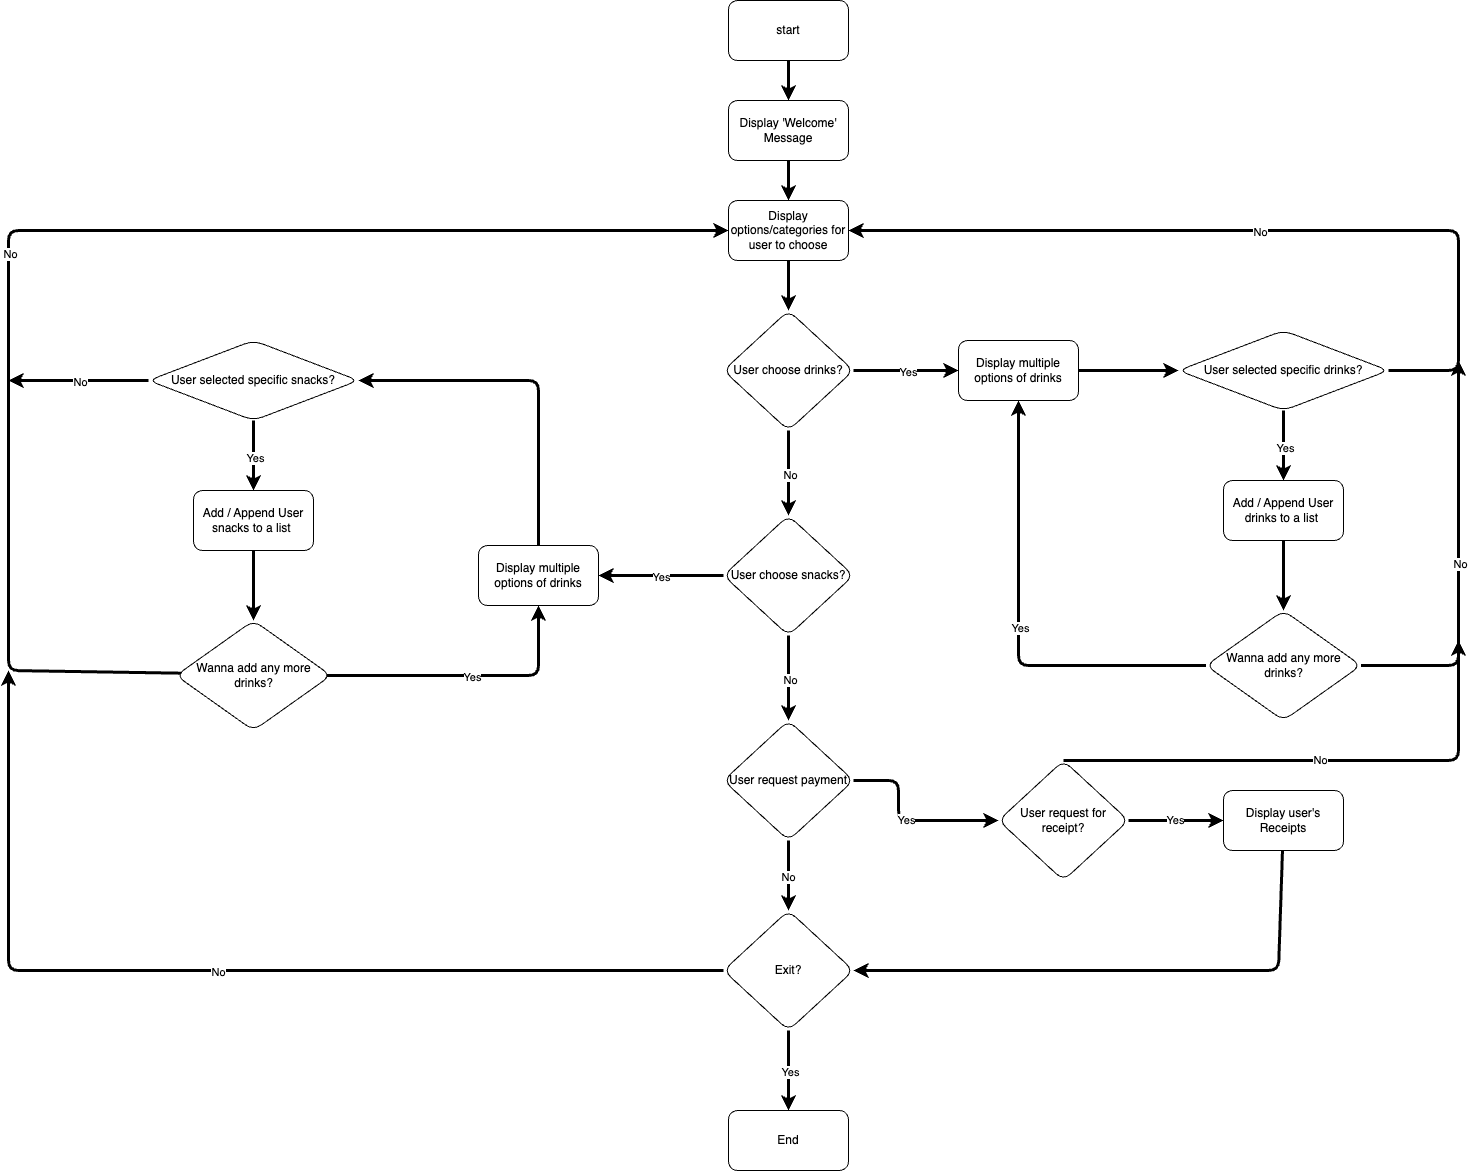 start
Display 'Welcome'
Message
Display
options/categories for
user to choose
No
No
User choose drinks?
Yes
Display multiple
options of drinks
User selected specific drinks?
User selected specific snacks?
No
Yes
Yes
No
Add / Append User
drinks to a list
Add / Append User
snacks to a list
No
User choose snacks?
Yes
Display multiple
options of drinks
Yes
Wanna add any more
drinks?
Wanna add any more
drinks?
Yes
No
User request payment
Yes
No
User request for
receipt?
Yes
Display user's
Receipts
No
Exit?
No
Yes
End